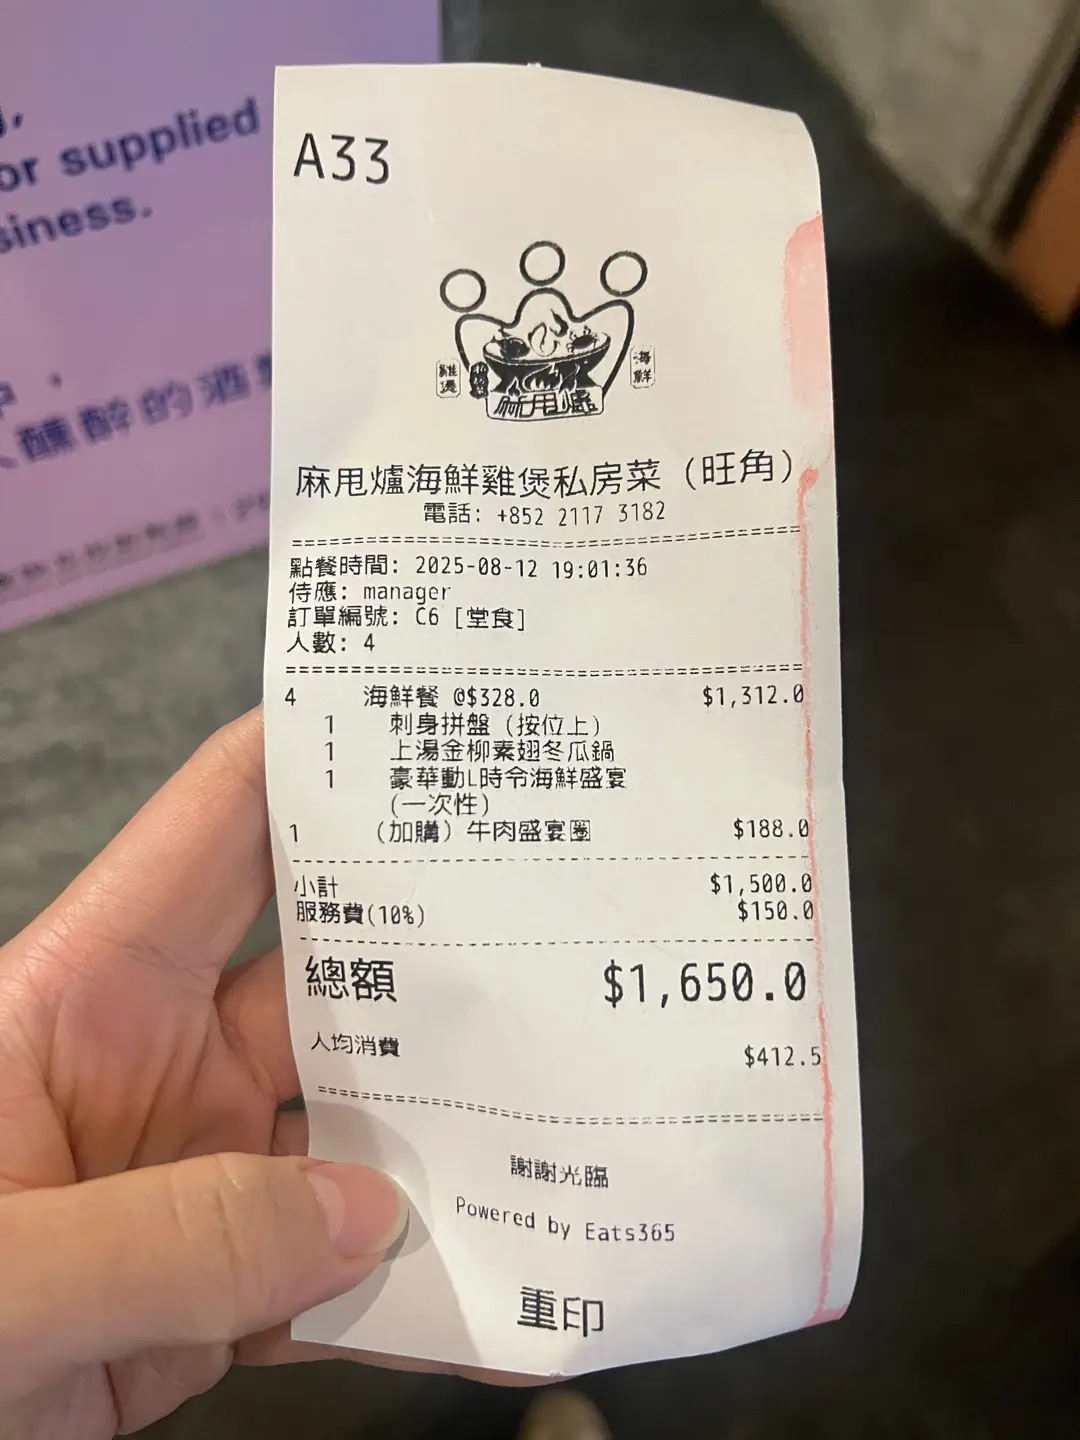 or supplied
siness.
醺醉的酒
A33
雞煲
海鮮
麻甩爐
麻甩爐海鮮雞煲私房菜 (旺角)
電話: +852 2117 3182
點餐時間: 2025-08-12 19:01:36
侍應: manager
訂單編號: C6 [堂食]
人數: 4
4 海鮮餐 @$328.0 $1,312.0
1 刺身拼盤 (按位上)
1 上湯金柳素翅冬瓜鍋
1 豪華動L時令海鮮盛宴
(一次性)
1 (加購) 牛肉盛宴圈 $188.0
小計 $1,500.0
服務費(10%) $150.0
總額 $1,650.0
人均消費 $412.5
謝謝光臨
Powered by Eats365
重印